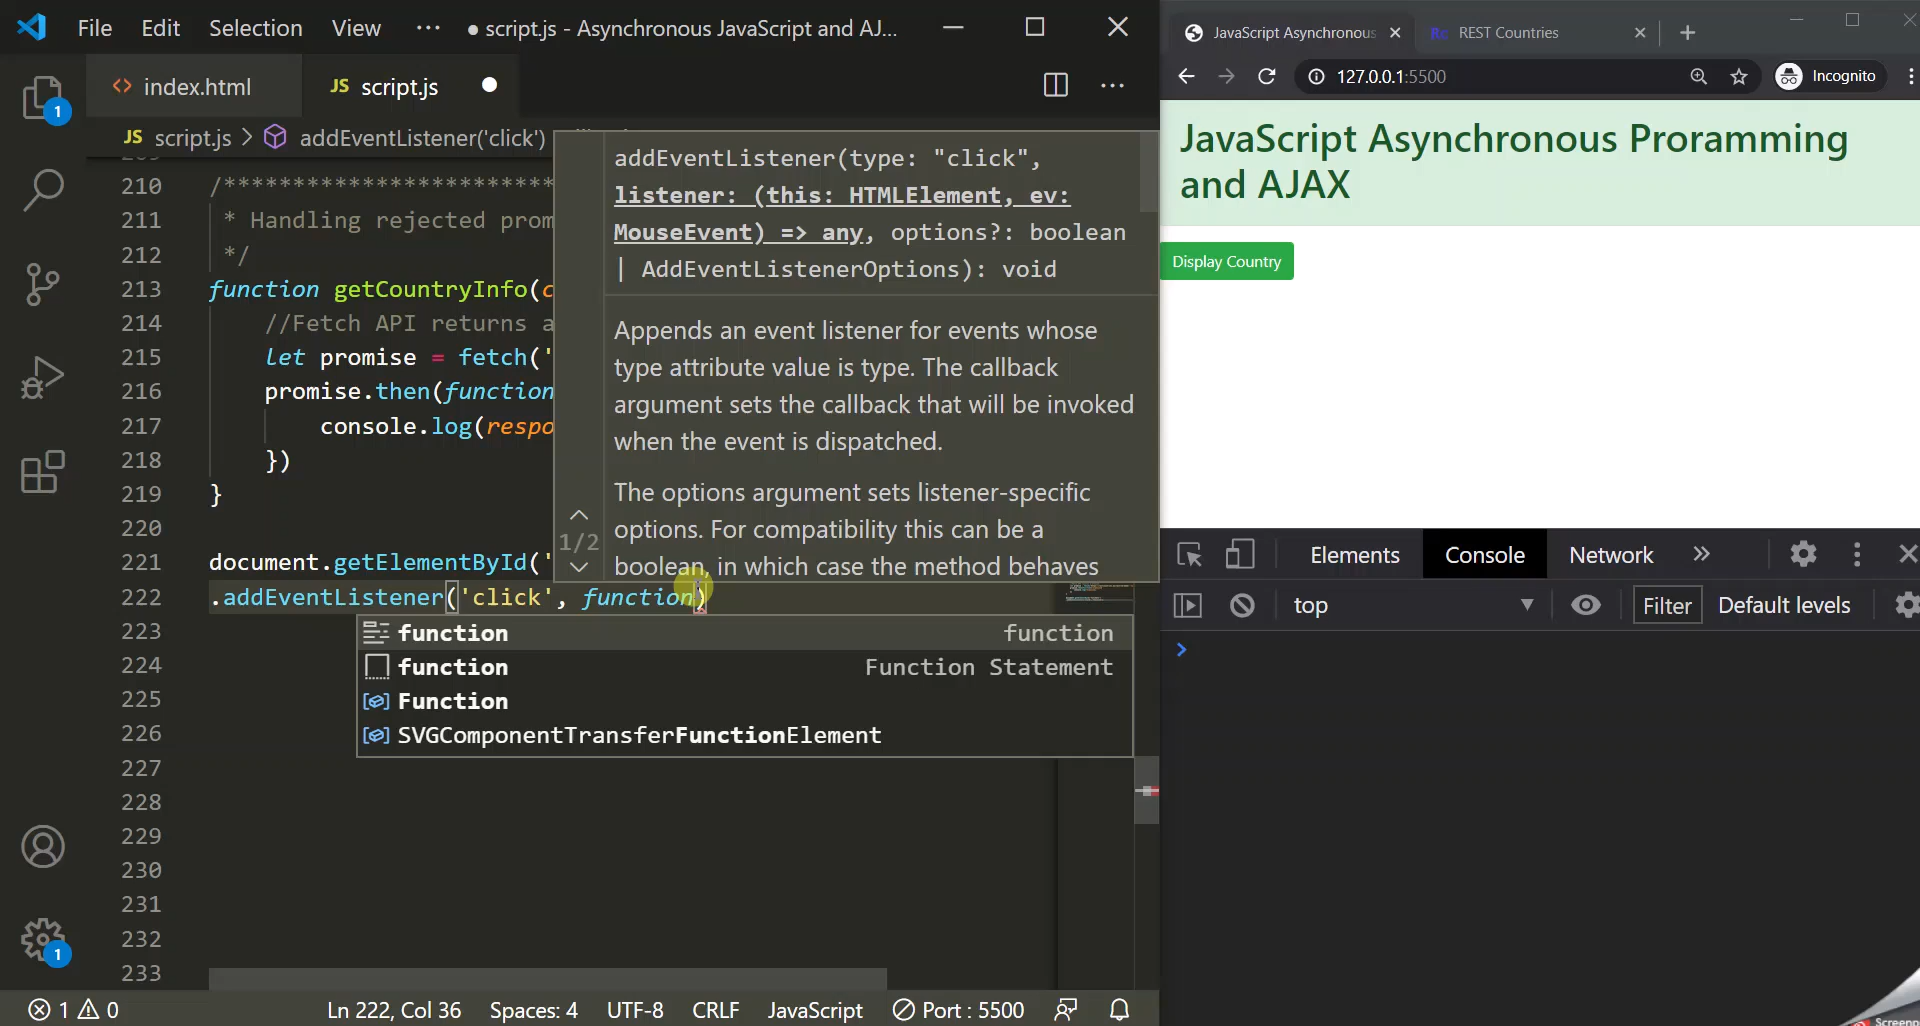 File Edit Selection View ··· ● script.js - Asynchronous JavaScript and AJ...
1
<> index.html
JS script.js ●
JS script.js > addEventListener('click')
210 /************************
211 * Handling rejected prom
212 */
213 function getCountryInfo(c
214 //Fetch API returns a
215 let promise = fetch('
216 promise.then(function
217 console.log(respo
218 })
219 }
220
221 document.getElementById('
222 .addEventListener('click', function)
223
224
225
226
227
228
229
230
231
232
233
addEventListener(type: "click",
listener: (this: HTMLElement, ev:
MouseEvent) => any, options?: boolean
| AddEventListenerOptions): void
Appends an event listener for events whose
type attribute value is type. The callback
argument sets the callback that will be invoked
when the event is dispatched.
The options argument sets listener-specific
options. For compatibility this can be a
boolean, in which case the method behaves
1/2
function function
function Function Statement
Function
SVGComponentTransferFunctionElement
1
1 0 Ln 222, Col 36 Spaces: 4 UTF-8 CRLF JavaScript Port : 5500
JavaScript Asynchronous
REST Countries
127.0.0.1:5500
Incognito
JavaScript Asynchronous Proramming
and AJAX
Display Country
Elements Console Network »
top Filter Default levels